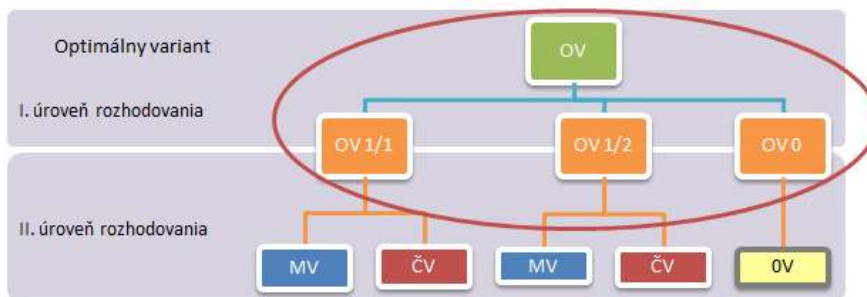 Optimálny variant
OV
I. úroveň rozhodovania
OV 1/1
OV 1/2
OV 0
II. úroveň rozhodovania
MV
ČV
MV
ČV
0V